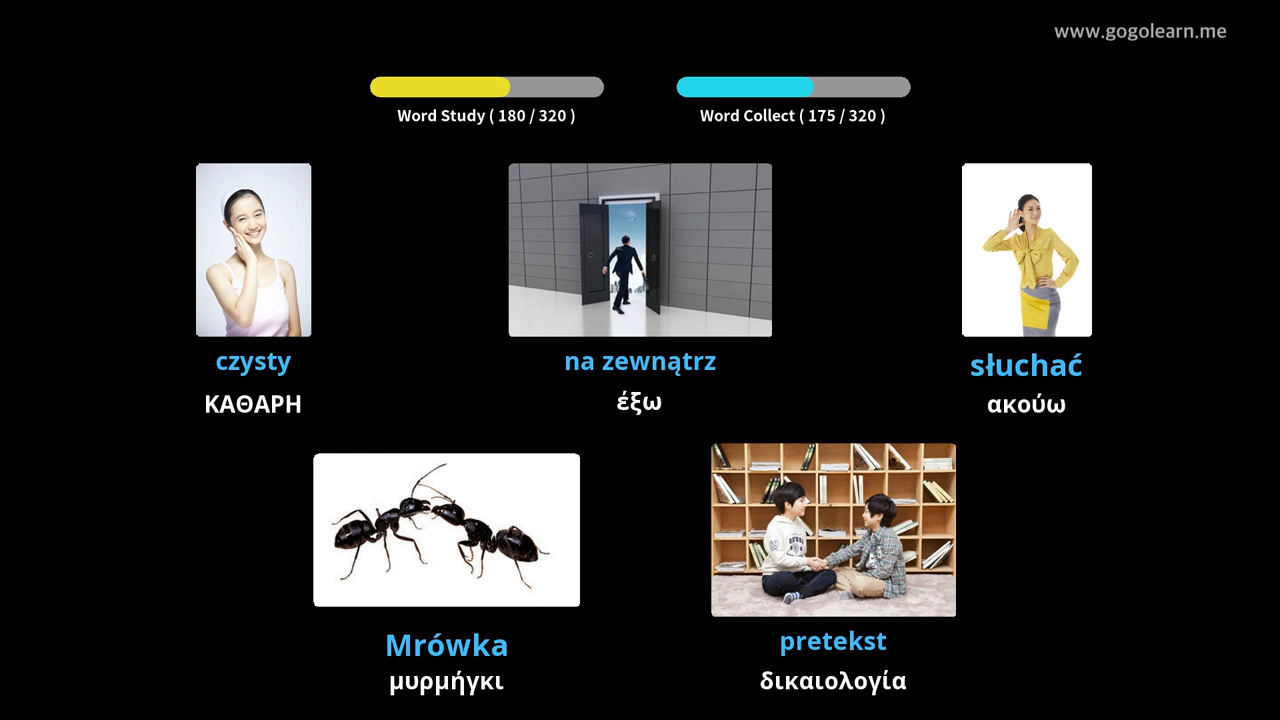 www.gogolearn.me
Word Study ( 180 / 320 )
Word Collect ( 175 / 320 )
czysty
ΚΑΘΑΡΗ
na zewnątrz
έξω
słuchać
ακούω
Mrówka
μυρμήγκι
pretekst
δικαιολογία